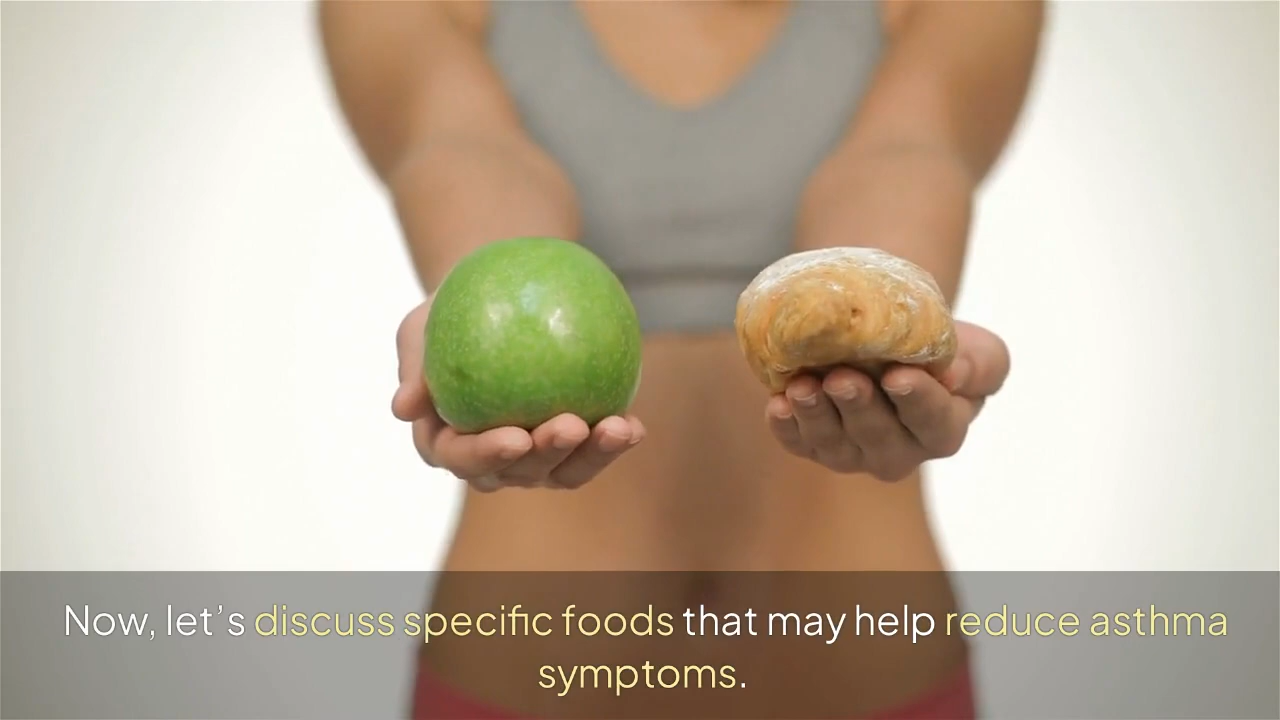 Now, let’s discuss specific foods that may help reduce asthma
symptoms.